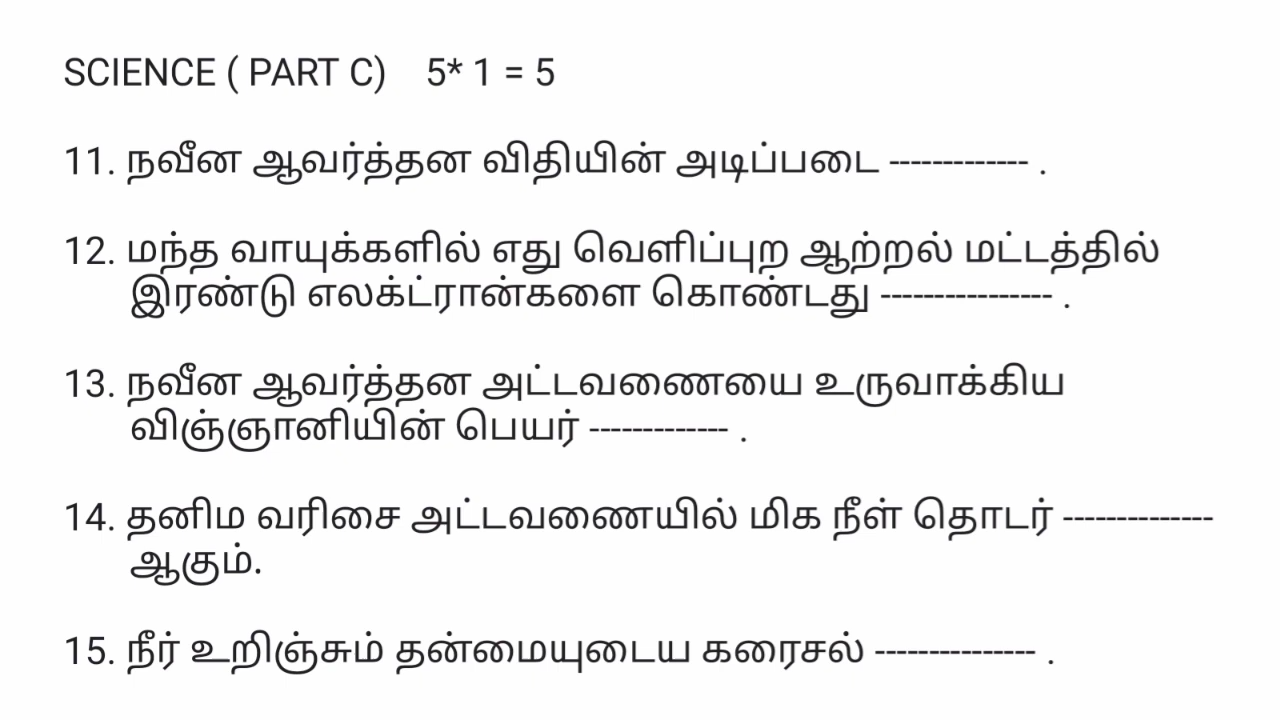 SCIENCE ( PART C) 5* 1 = 5
11. நவீன ஆவர்த்தன விதியின் அடிப்படை ------------- .
12. மந்த வாயுக்களில் எது வெளிப்புற ஆற்றல் மட்டத்தில்
இரண்டு எலக்ட்ரான்களை கொண்டது ---------------- .
13. நவீன ஆவர்த்தன அட்டவணையை உருவாக்கிய
விஞ்ஞானியின் பெயர் ------------- .
14. தனிம வரிசை அட்டவணையில் மிக நீள் தொடர் --------------
ஆகும்.
15. நீர் உறிஞ்சும் தன்மையுடைய கரைசல் --------------- .